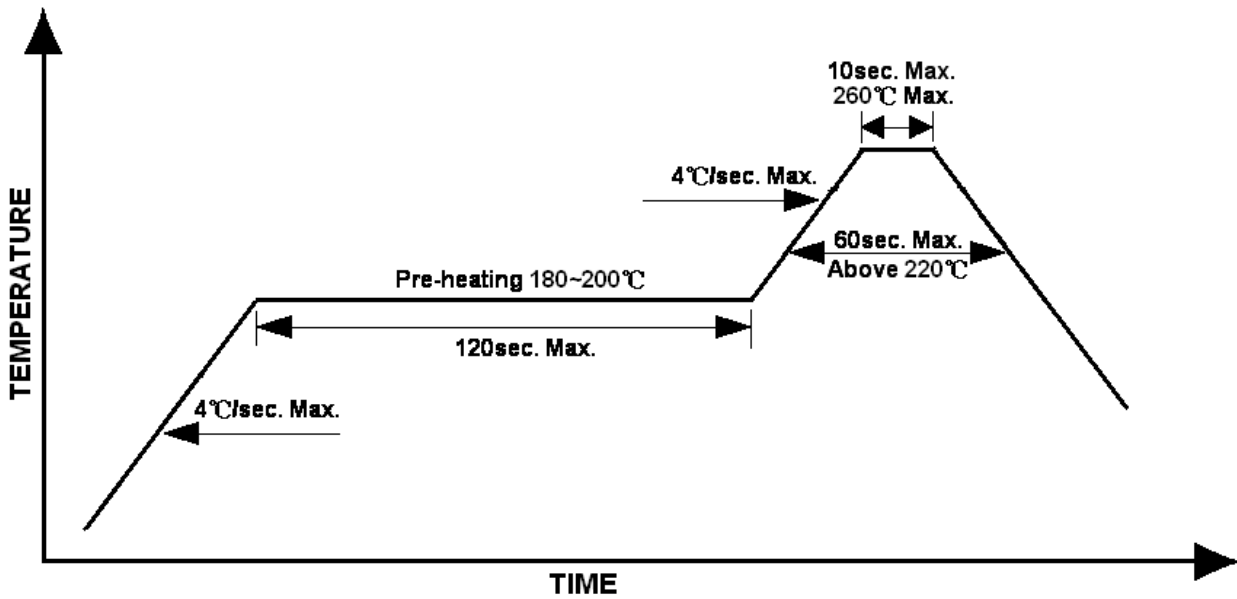 10sec. Max.
260℃ Max.
4℃/sec. Max.
60sec. Max.
Above 220℃
Pre-heating 180~200℃
120sec. Max.
4℃/sec. Max.
TEMPERATURE
TIME